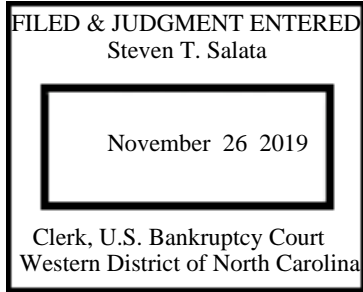 FILED & JUDGMENT ENTERED
Steven T. Salata
November 26 2019
Clerk, U.S. Bankruptcy Court
Western District of North Carolina